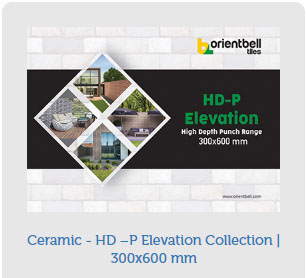 orientbell
tiles
HD-P
Elevation
High Depth Punch Range
300x600 mm
www.orientbell.com
Ceramic - HD –P Elevation Collection |
300x600 mm